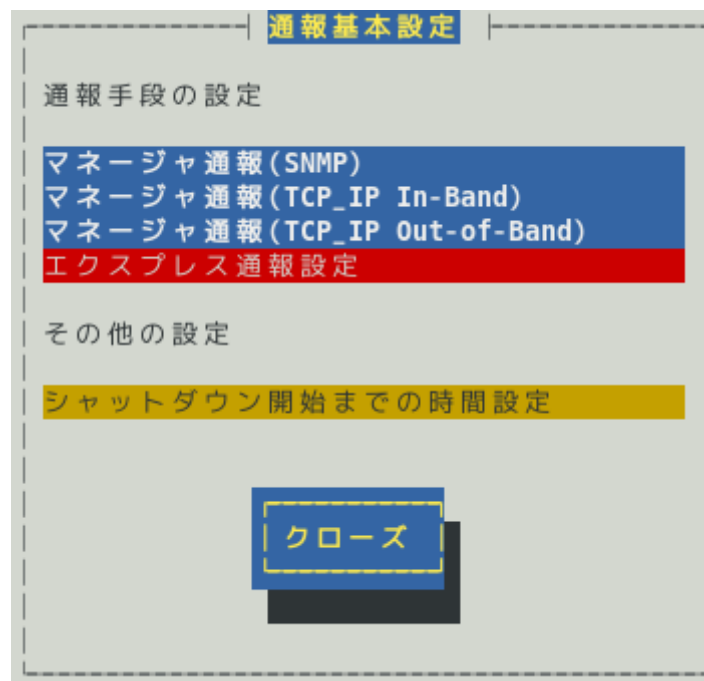 通報基本設定
通報手段の設定
マネージャ通報(SNMP)
マネージャ通報(TCP_IP In-Band)
マネージャ通報(TCP_IP Out-of-Band)
エクスプレス通報設定
その他の設定
シャットダウン開始までの時間設定
クローズ